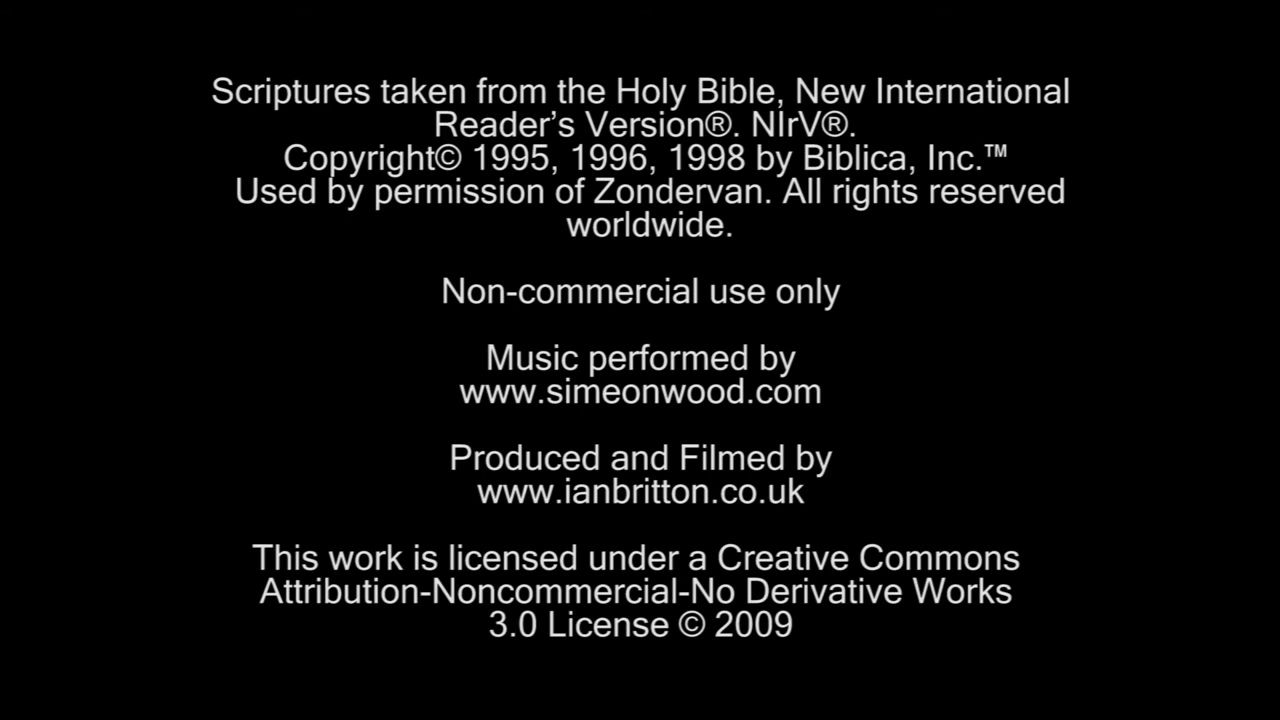 Scriptures taken from the Holy Bible, New International
Reader’s Version®. NIrV®.
Copyright© 1995, 1996, 1998 by Biblica, Inc.™
Used by permission of Zondervan. All rights reserved
worldwide.
Non-commercial use only
Music performed by
www.simeonwood.com
Produced and Filmed by
www.ianbritton.co.uk
This work is licensed under a Creative Commons
Attribution-Noncommercial-No Derivative Works
3.0 License © 2009